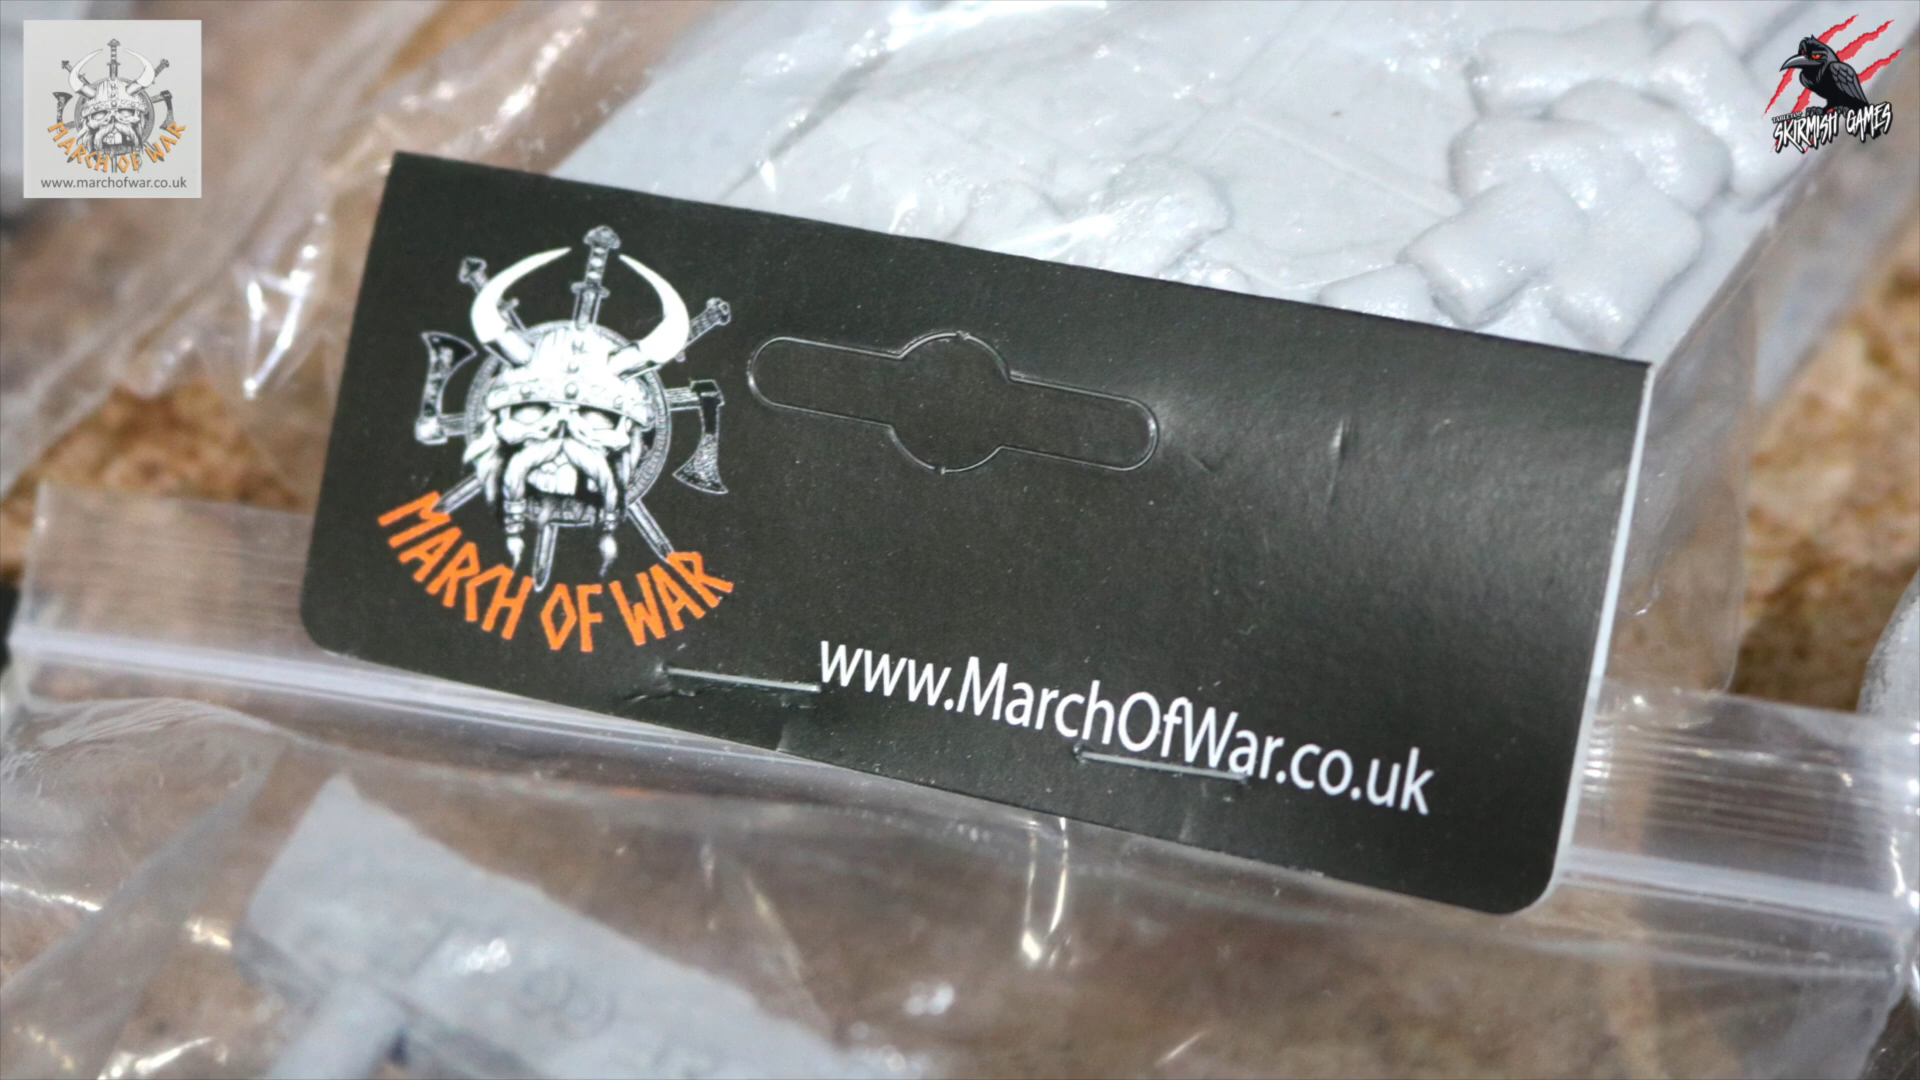 MARCH OF WAR
www.marchofwar.co.uk
SKIRMISH GAMES
MARCH OF WAR
www.MarchOfWar.co.uk